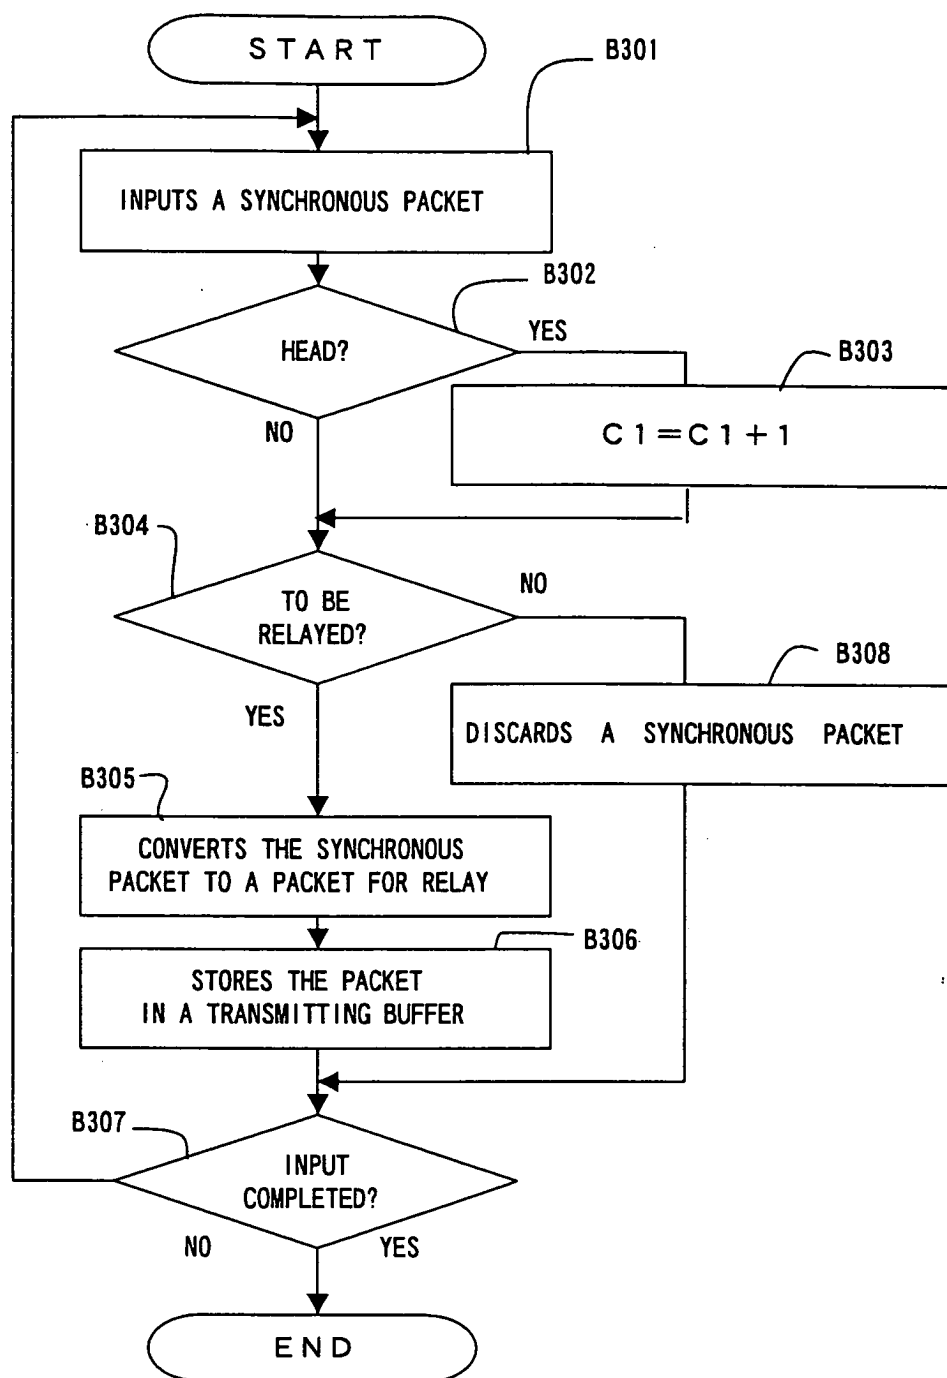 START
B301
INPUTS A SYNCHRONOUS PACKET
B302
HEAD?
YES
B303
C1=C1+1
NO
B304
TO BE
RELAYED?
NO
B308
YES
DISCARDS A SYNCHRONOUS PACKET
B305
CONVERTS THE SYNCHRONOUS
PACKET TO A PACKET FOR RELAY
B306
STORES THE PACKET
IN A TRANSMITTING BUFFER
B307
INPUT
COMPLETED?
NO
YES
END